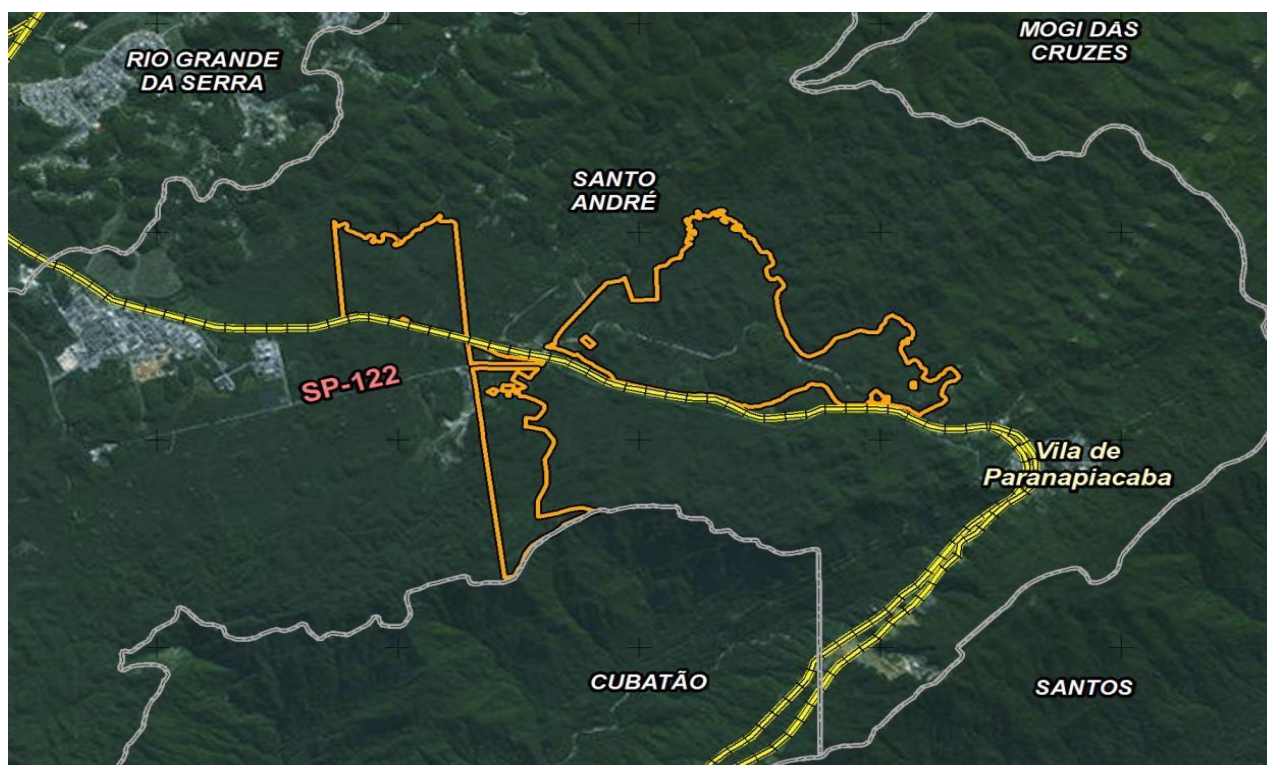 RIO GRANDE
DA SERRA
MOGI DAS
CRUZES
SANTO
ANDRÉ
SP-122
Vila de
Paranapiacaba
CUBATÃO
SANTOS